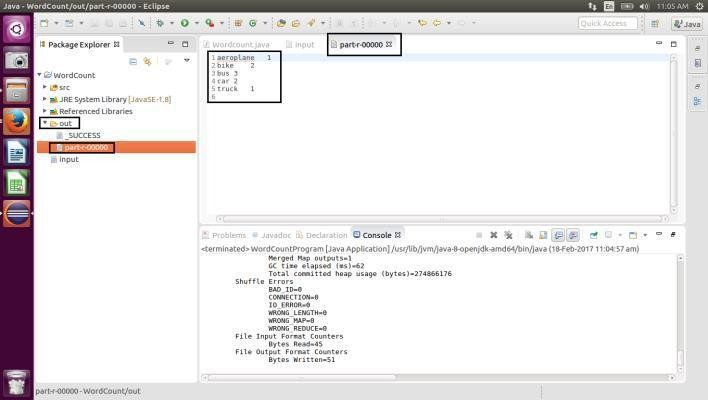 Java - WordCount/out/part-r-00000 - Eclipse
En
11:05 AM
Quick Access
Java
Package Explorer
WordCount
src
JRE System Library [JavaSE-1.8]
Referenced Libraries
out
_SUCCESS
part-r-00000
input
Wordcount.java
input
part-r-00000
1 aeroplane 1
2 bike 2
3 bus 3
4 car 2
5 truck 1
6
Problems
Javadoc
Declaration
Console
<terminated> WordCountProgram [Java Application] /usr/lib/jvm/java-8-openjdk-amd64/bin/java (18-Feb-2017 11:04:57 am)
Merged Map outputs=1
GC time elapsed (ms)=62
Total committed heap usage (bytes)=274866176
Shuffle Errors
BAD_ID=0
CONNECTION=0
IO_ERROR=0
WRONG_LENGTH=0
WRONG_MAP=0
WRONG_REDUCE=0
File Input Format Counters
Bytes Read=45
File Output Format Counters
Bytes Written=51
part-r-00000 - WordCount/out